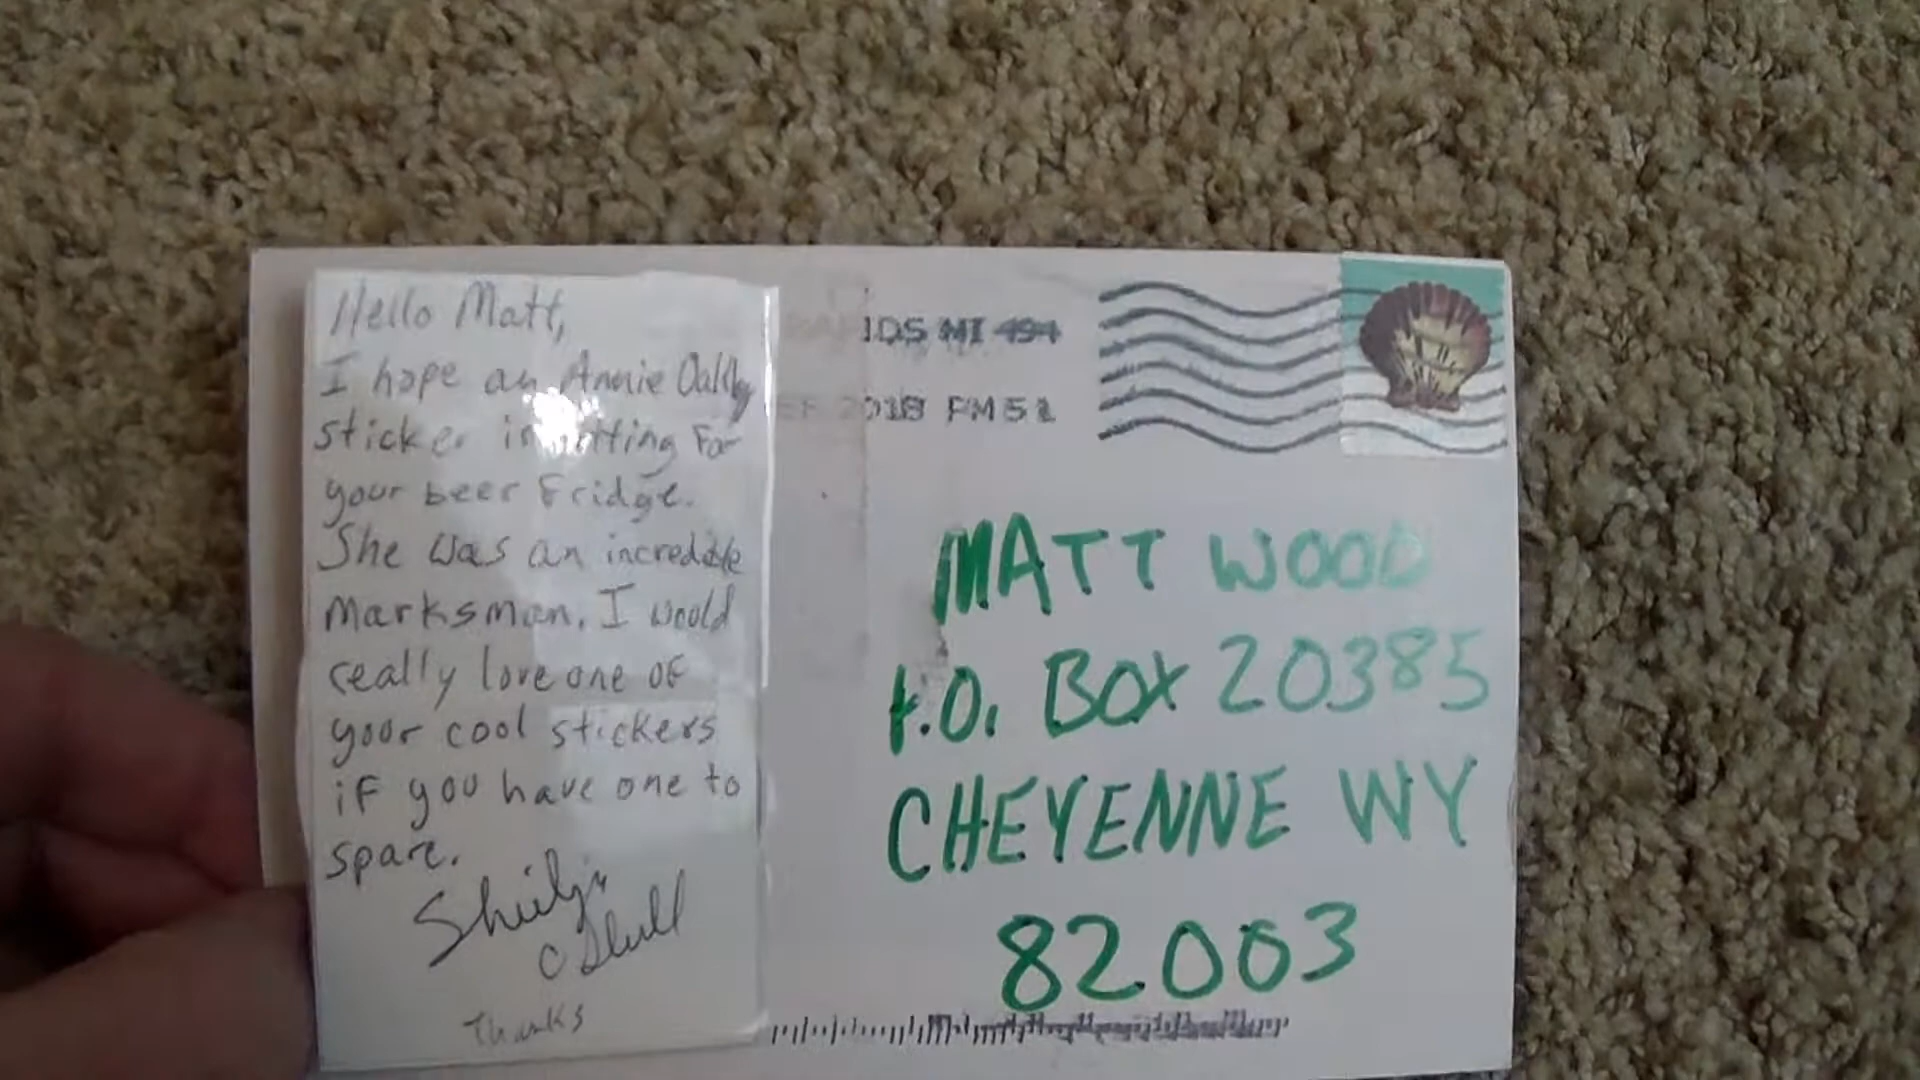 Hello Matt,
I hope an Annie Oakley
sticker is fitting For
your beer Fridge.
She was an incredible
Marksman. I would
really love one of
your cool stickers
if you have one to
spare.
Thanks
IDS MI 494
2018 PM 5 L
MATT WOOD
P.O. BOX 20385
CHEYENNE WY
82003